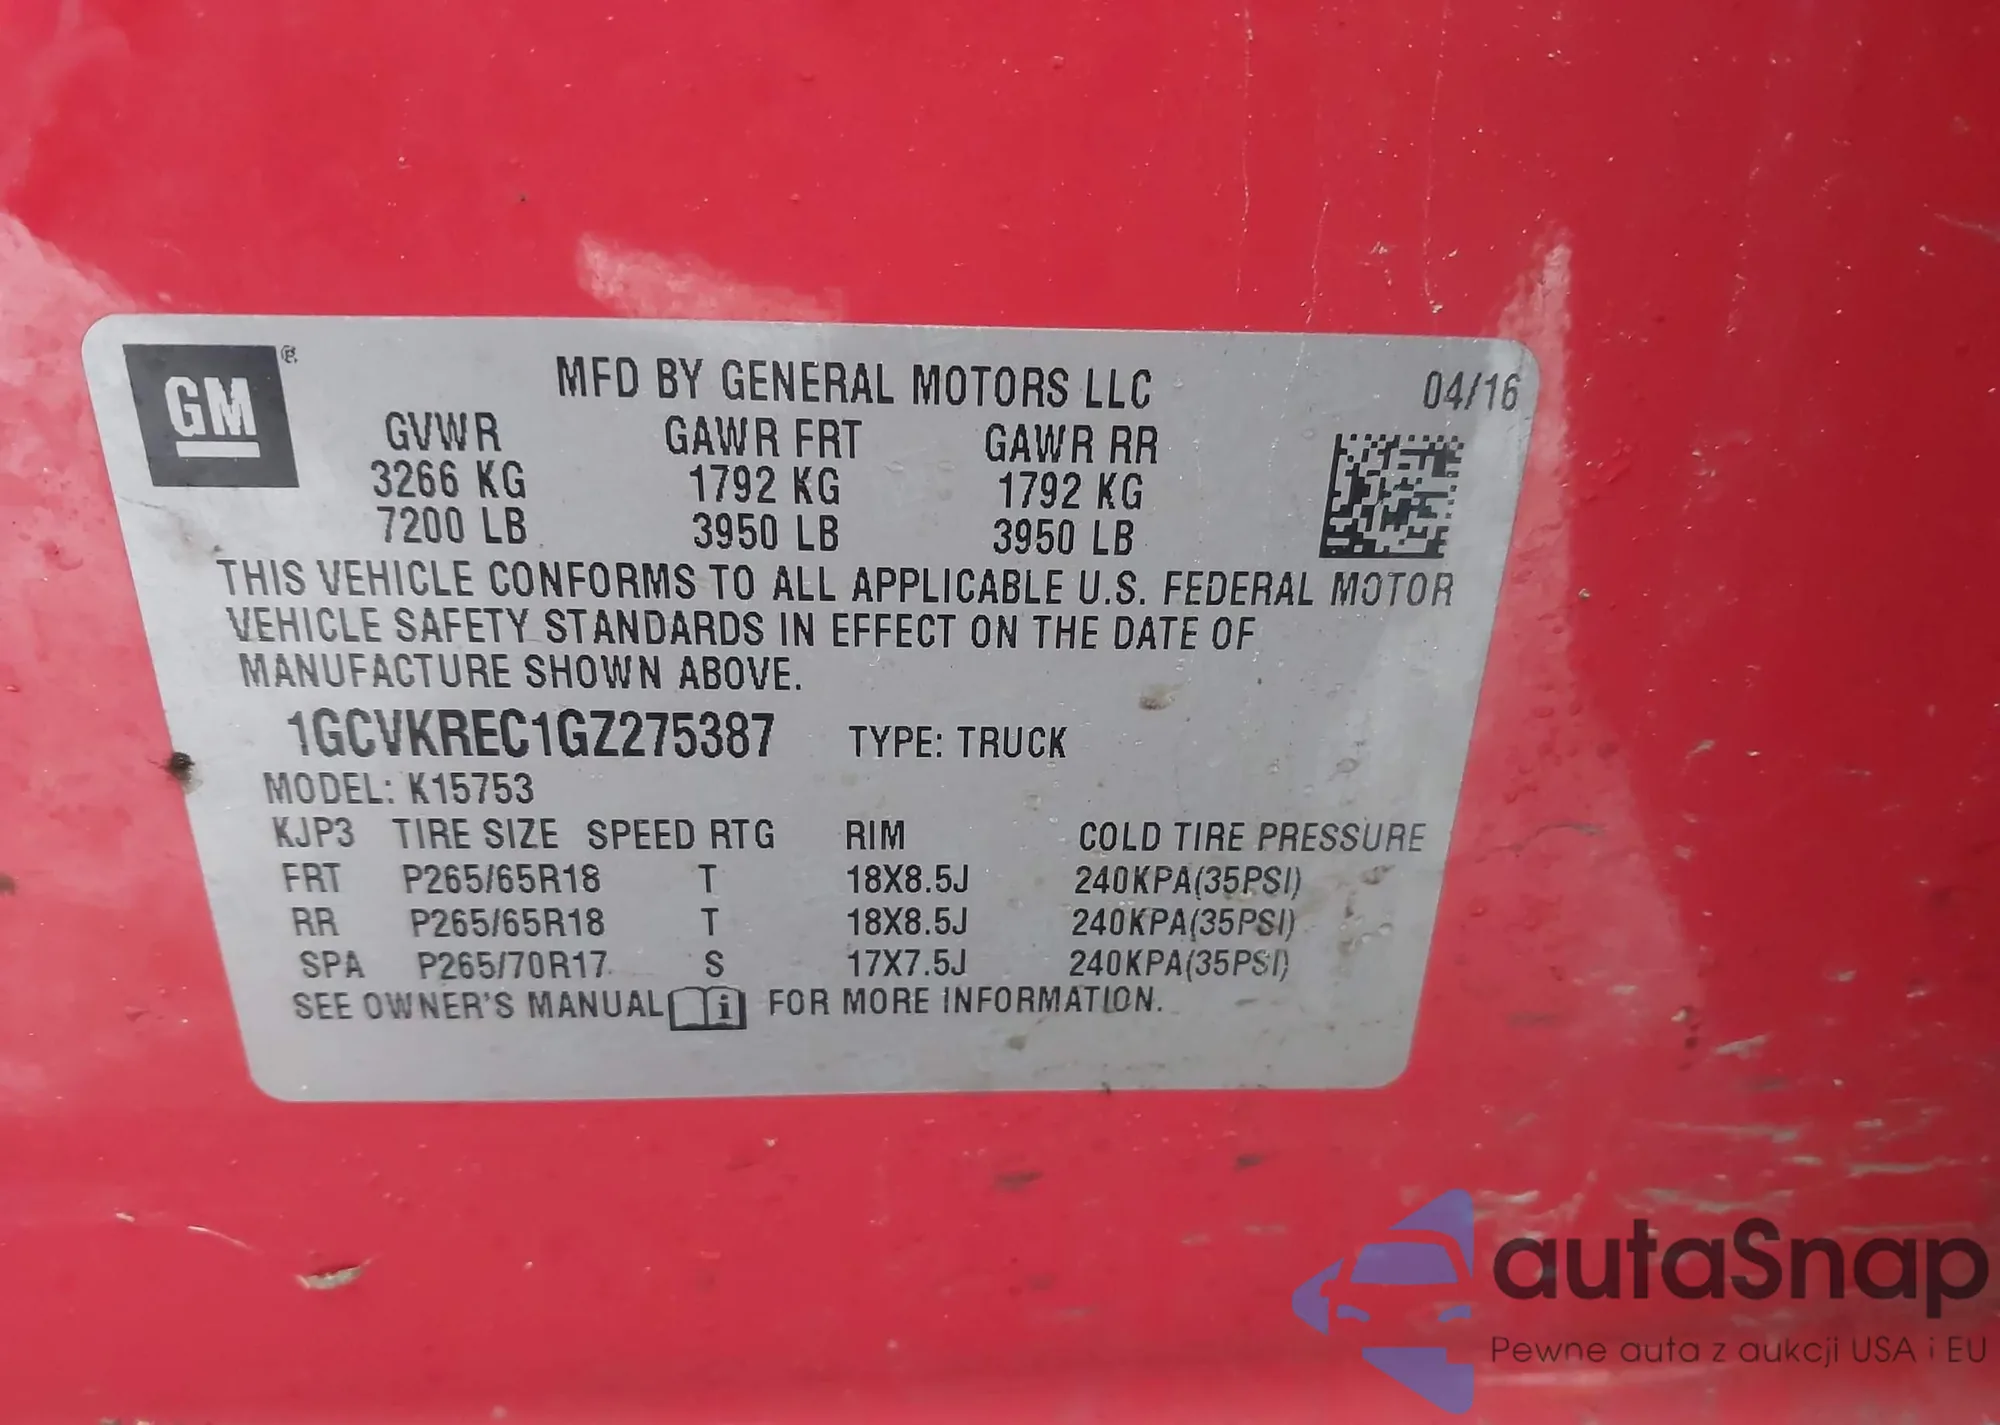 GM ®
MFD BY GENERAL MOTORS LLC 04/16
GVWR GAWR FRT GAWR RR
3266 KG 1792 KG 1792 KG
7200 LB 3950 LB 3950 LB
THIS VEHICLE CONFORMS TO ALL APPLICABLE U.S. FEDERAL MOTOR
VEHICLE SAFETY STANDARDS IN EFFECT ON THE DATE OF
MANUFACTURE SHOWN ABOVE.
1GCVKREC1GZ275387 TYPE: TRUCK
MODEL: K15753
KJP3 TIRE SIZE SPEED RTG RIM COLD TIRE PRESSURE
FRT P265/65R18 T 18X8.5J 240KPA(35PSI)
RR P265/65R18 T 18X8.5J 240KPA(35PSI)
SPA P265/70R17 S 17X7.5J 240KPA(35PSI)
SEE OWNER'S MANUAL i FOR MORE INFORMATION.
autaSnap
Pewne auta z aukcji USA i EU